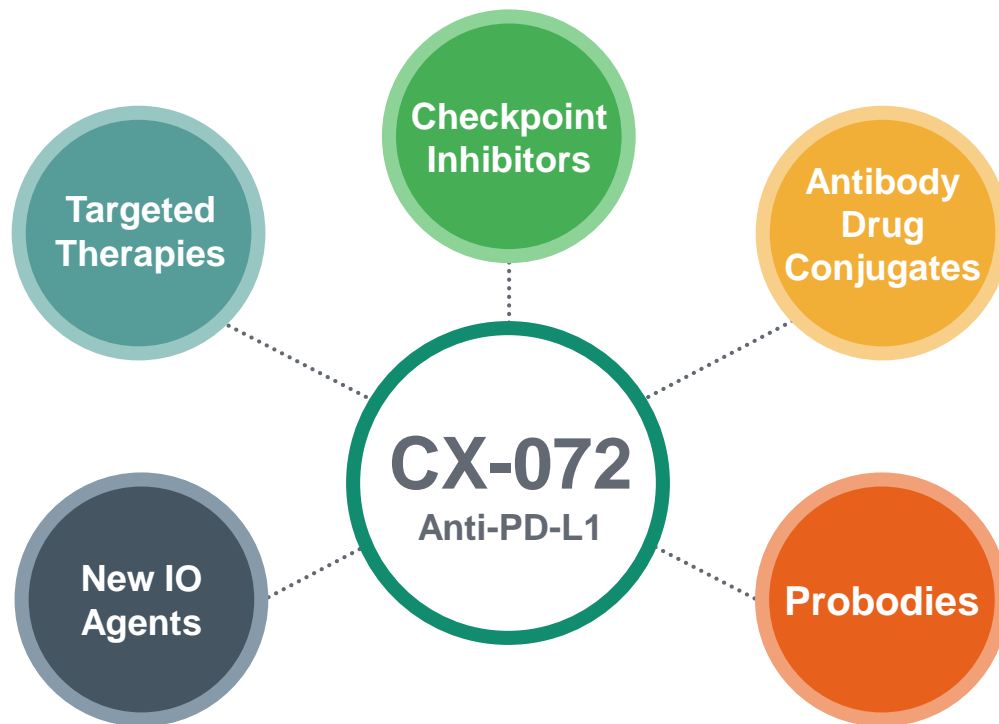 Checkpoint
Inhibitors
Targeted
Therapies
Antibody
Drug
Conjugates
CX-072
Anti-PD-L1
New IO
Agents
Probodies